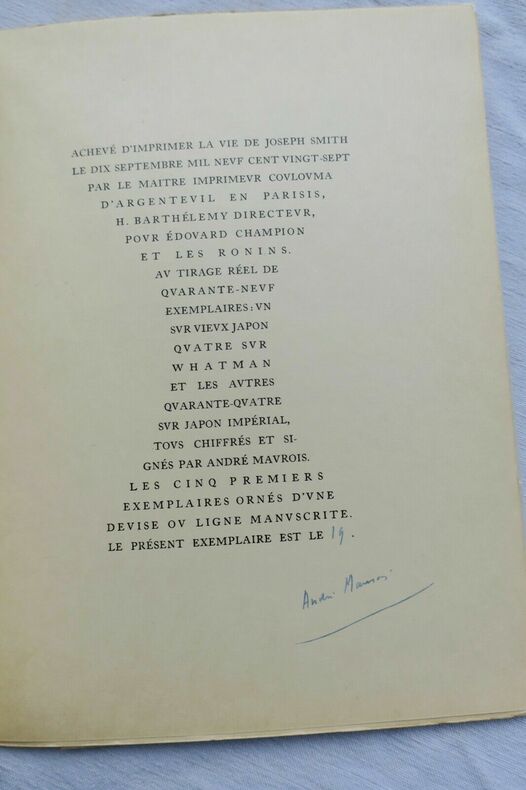 ACHEVÉ D'IMPRIMER LA VIE DE JOSEPH SMITH
LE DIX SEPTEMBRE MIL NEVF CENT VINGT-SEPT
PAR LE MAITRE IMPRIMEVR COVLOVMA
D'ARGENTEVIL EN PARISIS,
H. BARTHÉLEMY DIRECTEVR,
POVR ÉDOVARD CHAMPION
ET LES RONINS.
AV TIRAGE RÉEL DE
QVARANTE-NEVF
EXEMPLAIRES: VN
SVR VIEVX JAPON
QVATRE SVR
WHATMAN
ET LES AVTRES
QVARANTE-QVATRE
SVR JAPON IMPÉRIAL,
TOVS CHIFFRÉS ET SI-
GNÉS PAR ANDRÉ MAVROIS.
LES CINQ PREMIERS
EXEMPLAIRES ORNÉS D'VNE
DEVISE OV LIGNE MANVSCRITE.
LE PRÉSENT EXEMPLAIRE EST LE 19.
André Maurois